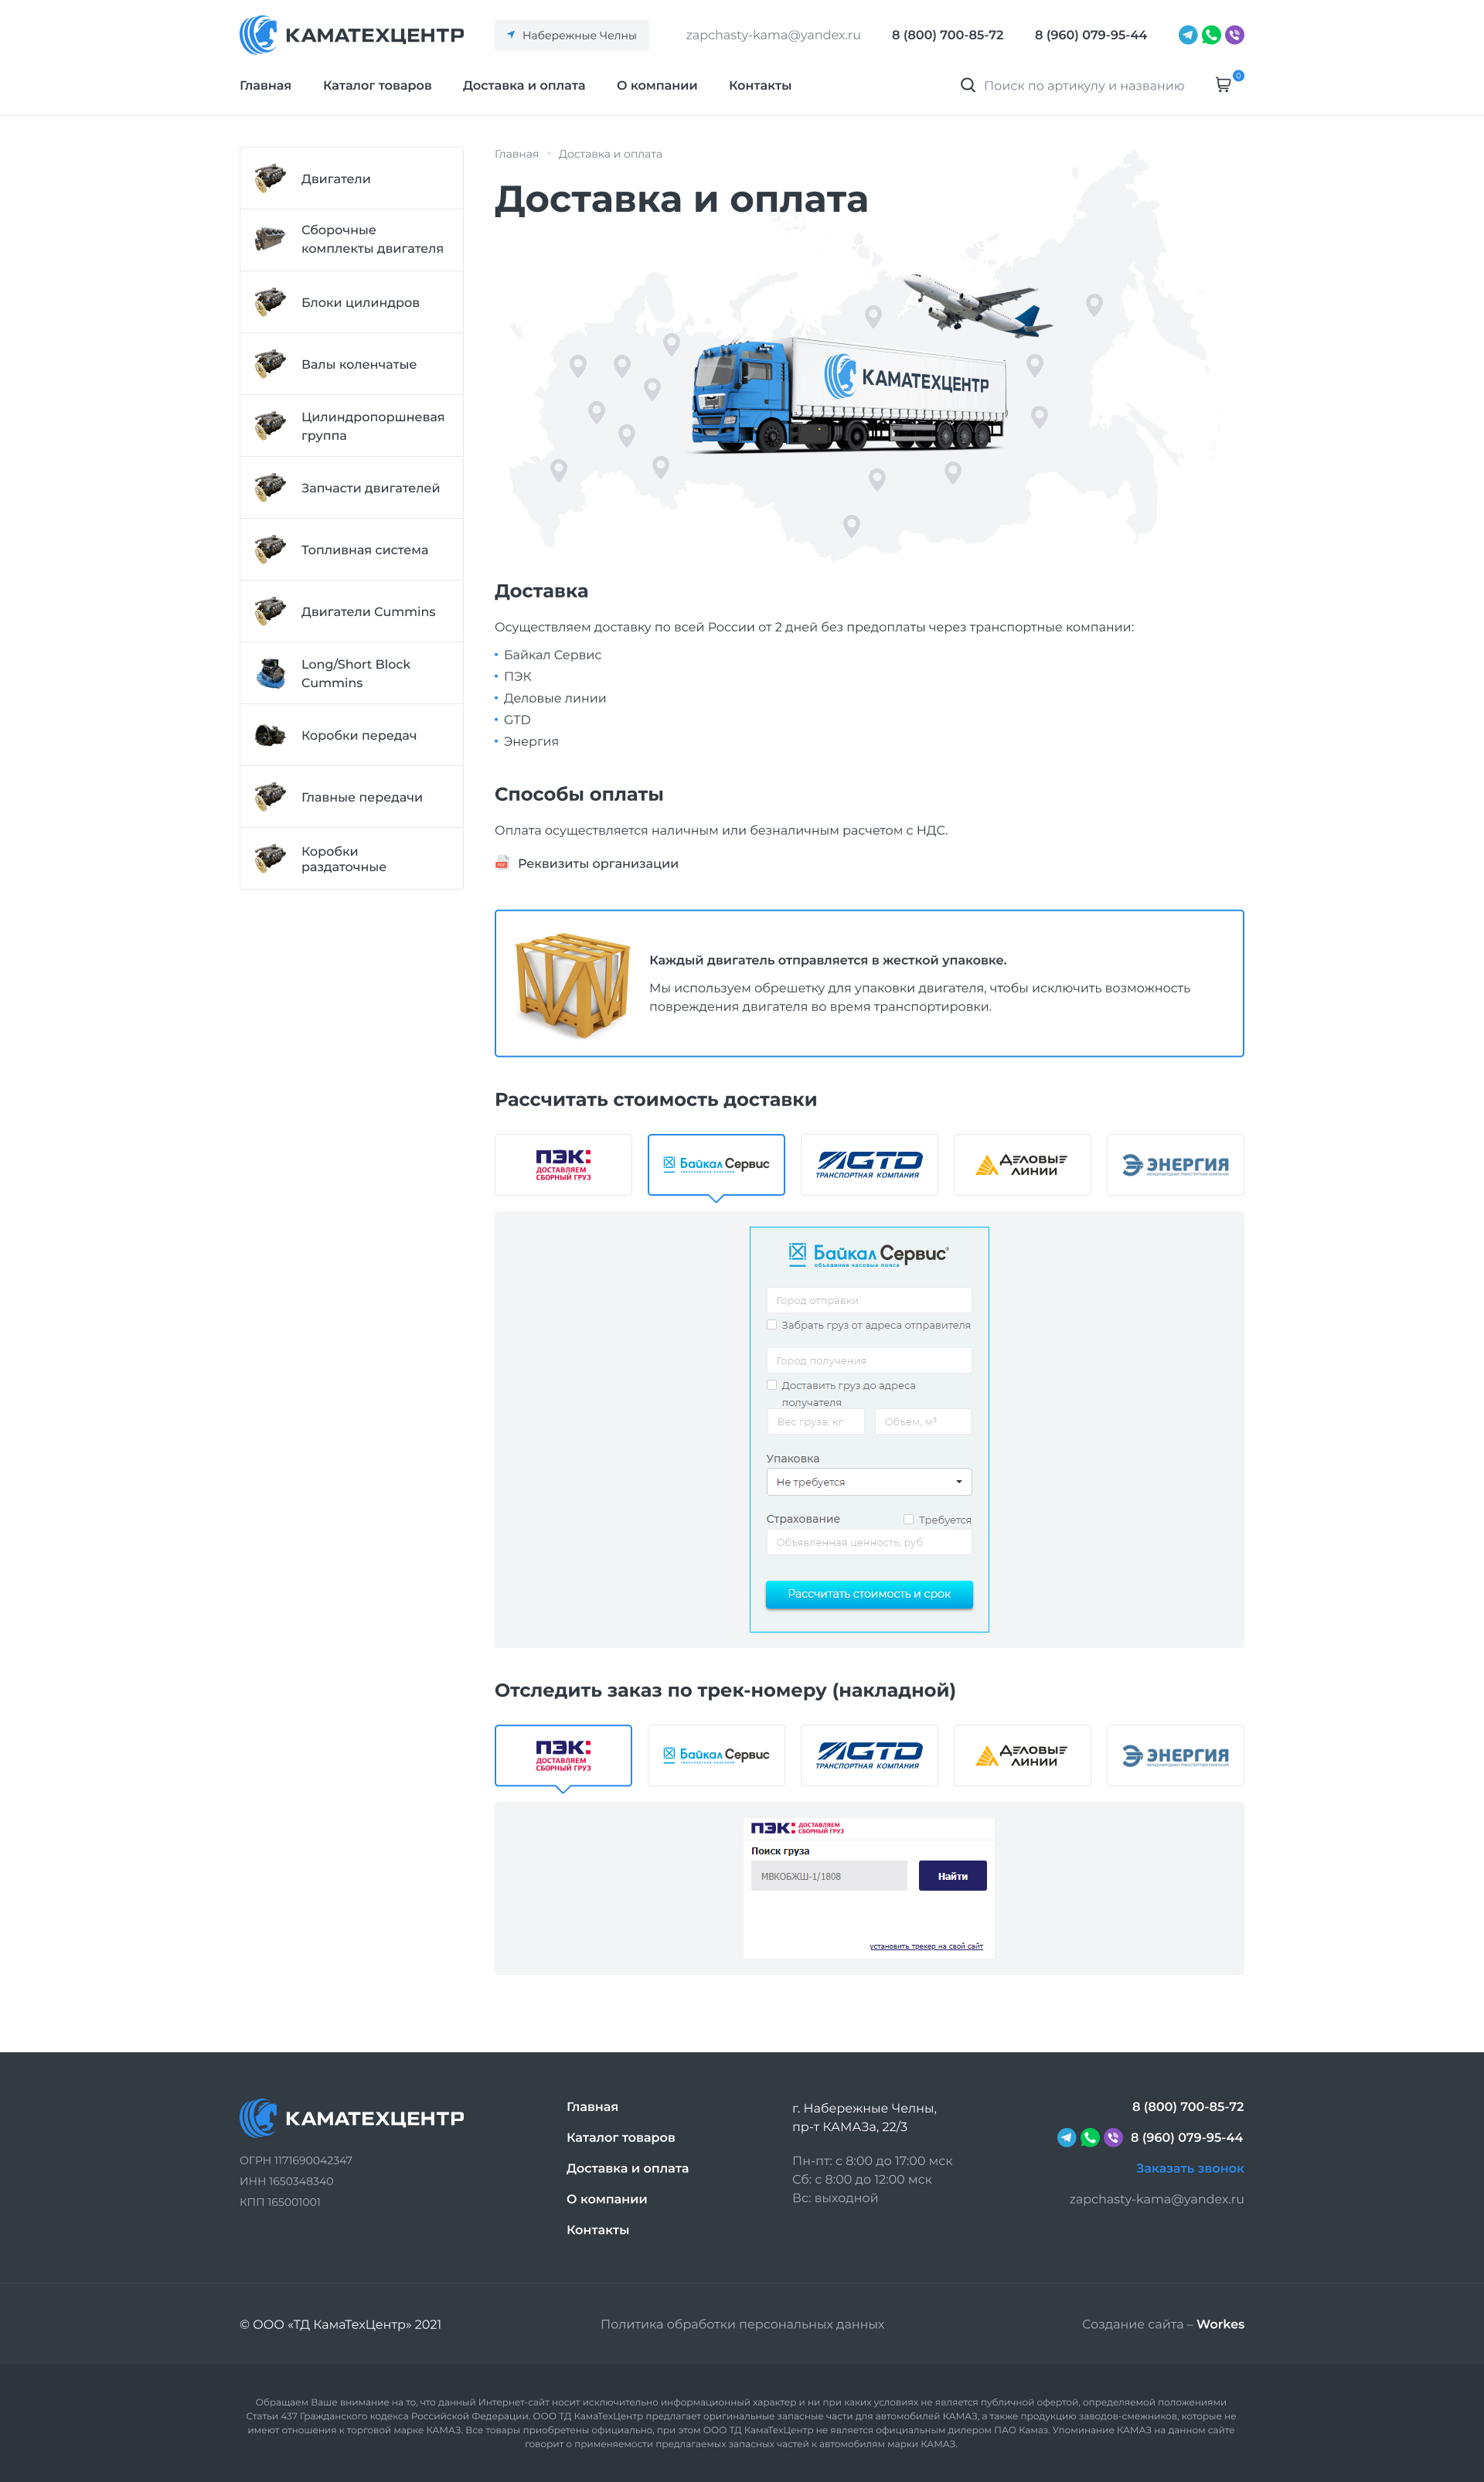 КАМАТЕХЦЕНТР
Набережные Челны
zapchasty-kama@yandex.ru
8 (800) 700-85-72
8 (960) 079-95-44
Главная
Каталог товаров
Доставка и оплата
О компании
Контакты
Поиск по артикулу и названию
0
Двигатели
Сборочные
комплекты двигателя
Блоки цилиндров
Валы коленчатые
Цилиндропоршневая
группа
Запчасти двигателей
Топливная система
Двигатели Cummins
Long/Short Block
Cummins
Коробки передач
Главные передачи
Коробки
раздаточные
Главная
Доставка и оплата
Доставка и оплата
КАМАТЕХЦЕНТР
Доставка
Осуществляем доставку по всей России от 2 дней без предоплаты через транспортные компании:
Байкал Сервис
ПЭК
Деловые линии
GTD
Энергия
Способы оплаты
Оплата осуществляется наличным или безналичным расчетом с НДС.
PDF
Реквизиты организации
Каждый двигатель отправляется в жесткой упаковке.
Мы используем обрешетку для упаковки двигателя, чтобы исключить возможность
повреждения двигателя во время транспортировки.
Рассчитать стоимость доставки
ПЭК:
ДОСТАВЛЯЕМ
СБОРНЫЙ ГРУЗ
Байкал Сервис
GTD
ТРАНСПОРТНАЯ КОМПАНИЯ
ДЕЛОВЫЕ
ЛИНИИ
ЭНЕРГИЯ
МЕЖДУНАРОДНАЯ ТРАНСПОРТНАЯ КОМПАНИЯ
Байкал Сервис®
объединяя часовые пояса
Город отправки
Забрать груз от адреса отправителя
Город получения
Доставить груз до адреса
получателя
Вес груза, кг
Объем, м³
Упаковка
Не требуется
Страхование
Требуется
Объявленная ценность, руб.
Рассчитать стоимость и срок
Отследить заказ по трек-номеру (накладной)
ПЭК:
ДОСТАВЛЯЕМ
СБОРНЫЙ ГРУЗ
Байкал Сервис
GTD
ТРАНСПОРТНАЯ КОМПАНИЯ
ДЕЛОВЫЕ
ЛИНИИ
ЭНЕРГИЯ
МЕЖДУНАРОДНАЯ ТРАНСПОРТНАЯ КОМПАНИЯ
ПЭК:
ДОСТАВЛЯЕМ
СБОРНЫЙ ГРУЗ
Поиск груза
МВКОБЖШ-1/1808
Найти
установить трекер на свой сайт
КАМАТЕХЦЕНТР
ОГРН 1171690042347
ИНН 1650348340
КПП 165001001
Главная
Каталог товаров
Доставка и оплата
О компании
Контакты
г. Набережные Челны,
пр-т КАМАЗа, 22/3
Пн-пт: с 8:00 до 17:00 мск
Сб: с 8:00 до 12:00 мск
Вс: выходной
8 (800) 700-85-72
8 (960) 079-95-44
Заказать звонок
zapchasty-kama@yandex.ru
© ООО «ТД КамаТехЦентр» 2021
Политика обработки персональных данных
Создание сайта – Workes
Обращаем Ваше внимание на то, что данный Интернет-сайт носит исключительно информационный характер и ни при каких условиях не является публичной офертой, определяемой положениями
Статьи 437 Гражданского кодекса Российской Федерации. ООО ТД КамаТехЦентр предлагает оригинальные запасные части для автомобилей КАМАЗ, а также продукцию заводов-смежников, которые не
имеют отношения к торговой марке КАМАЗ. Все товары приобретены официально, при этом ООО ТД КамаТехЦентр не является официальным дилером ПАО Камаз. Упоминание КАМАЗ на данном сайте
говорит о применяемости предлагаемых запасных частей к автомобилям марки КАМАЗ.